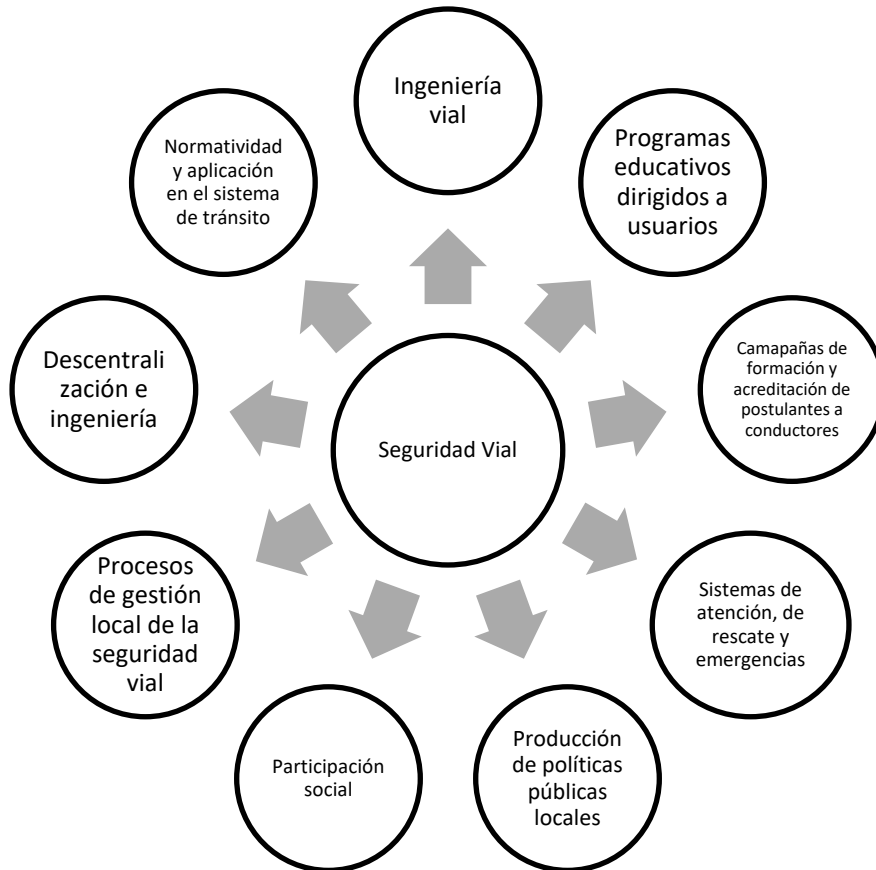 Ingeniería
vial
Programas
educativos
dirigidos a
usuarios
Camapañas de
formación y
acreditación de
postulantes a
conductores
Sistemas de
atención, de
rescate y
emergencias
Producción
de políticas
públicas
locales
Participación
social
Procesos
de gestión
local de la
seguridad
vial
Descentrali
zación e
ingeniería
Normatividad
y aplicación
en el sistema
de tránsito
Seguridad Vial